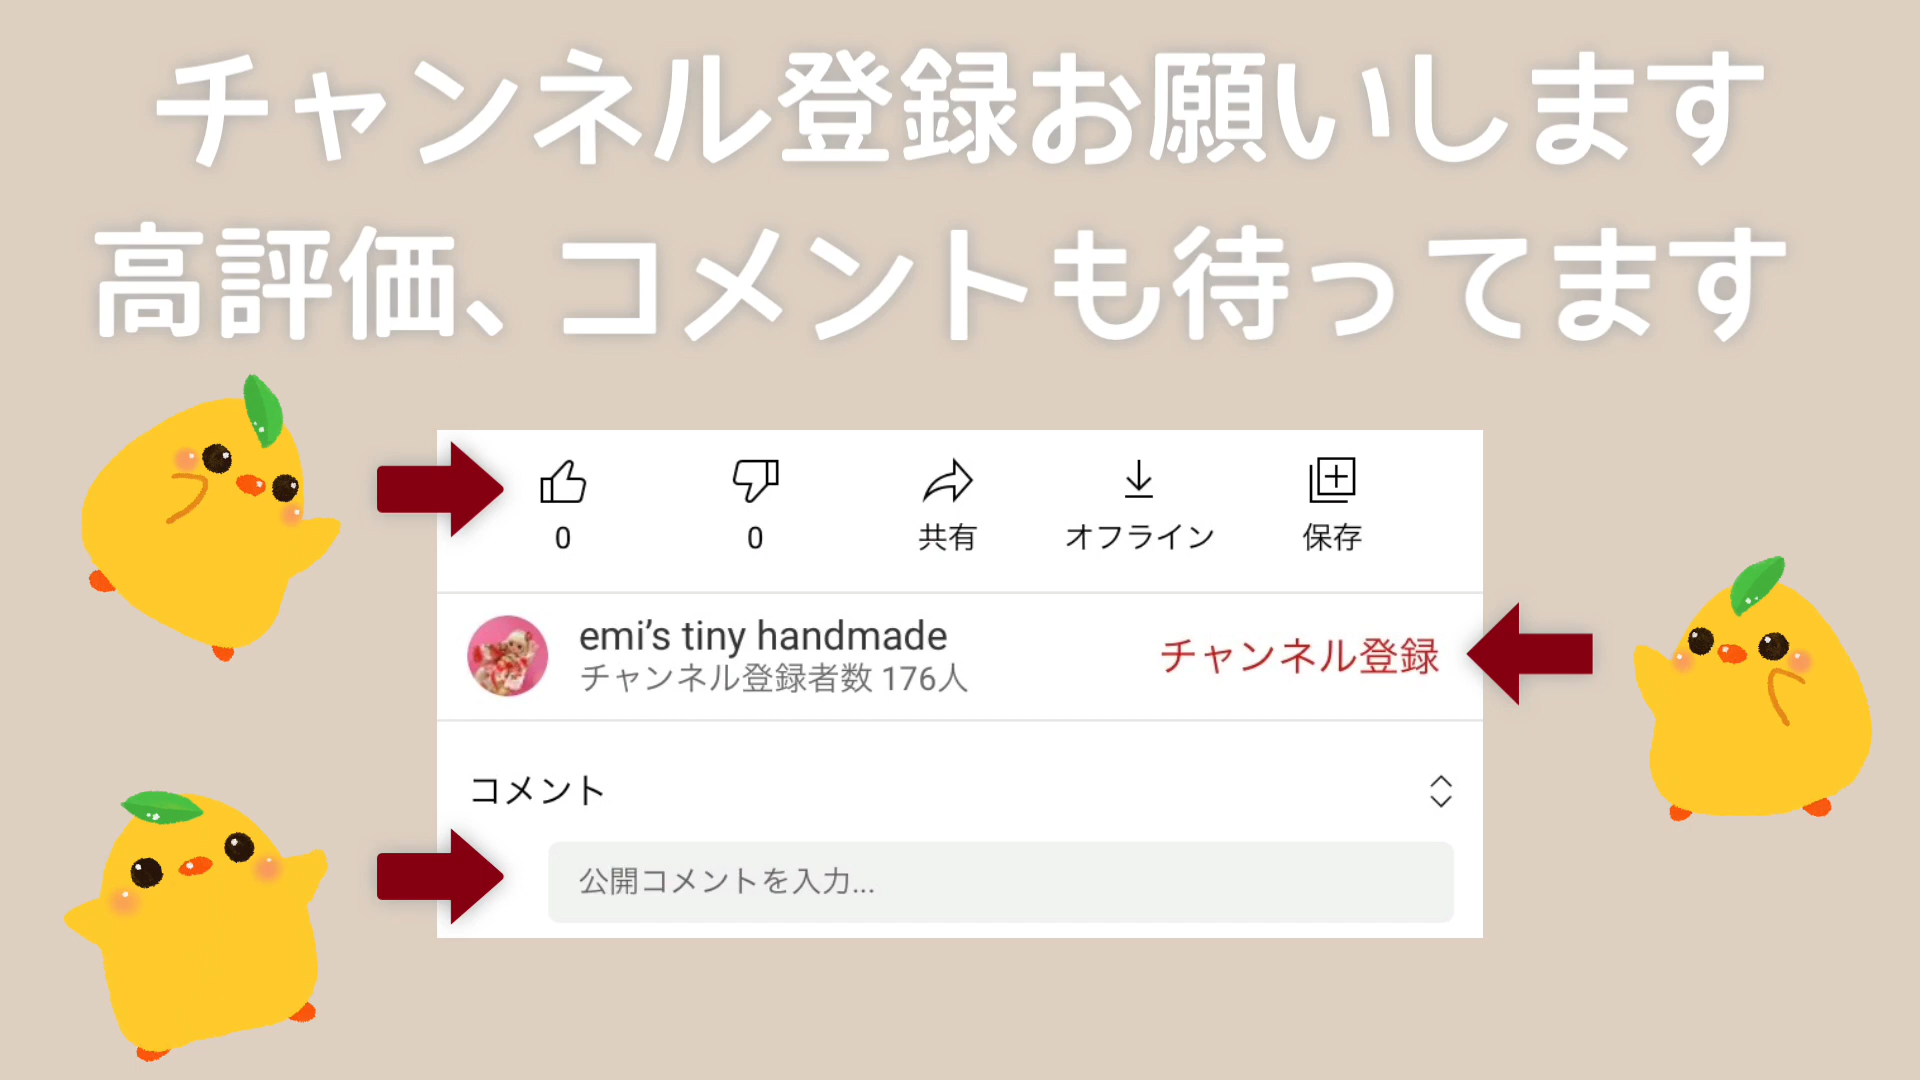 チャンネル登録お願いします
高評価、コメントも待ってます
0 0 共有 オフライン 保存
emi’s tiny handmade
チャンネル登録者数 176人
チャンネル登録
コメント
公開コメントを入力...